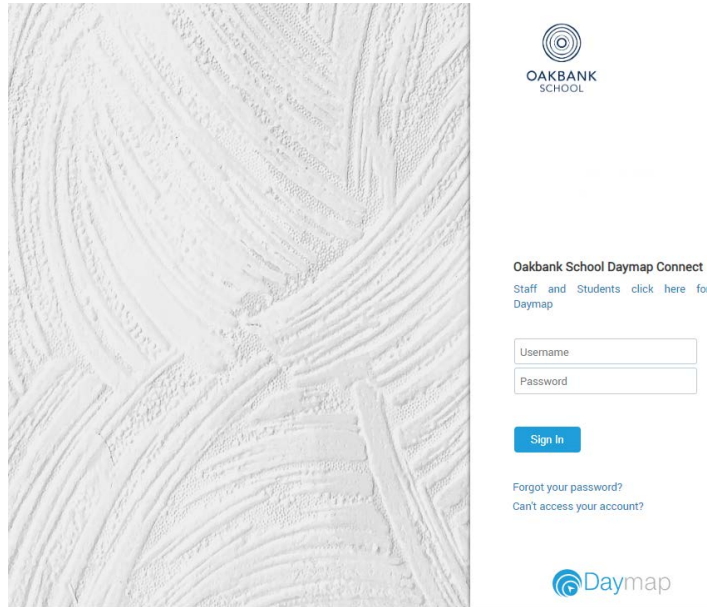 OAKBANK
SCHOOL
Oakbank School Daymap Connect
Staff and Students click here for
Daymap
Username
Password
Sign In
Forgot your password?
Can't access your account?
Daymap